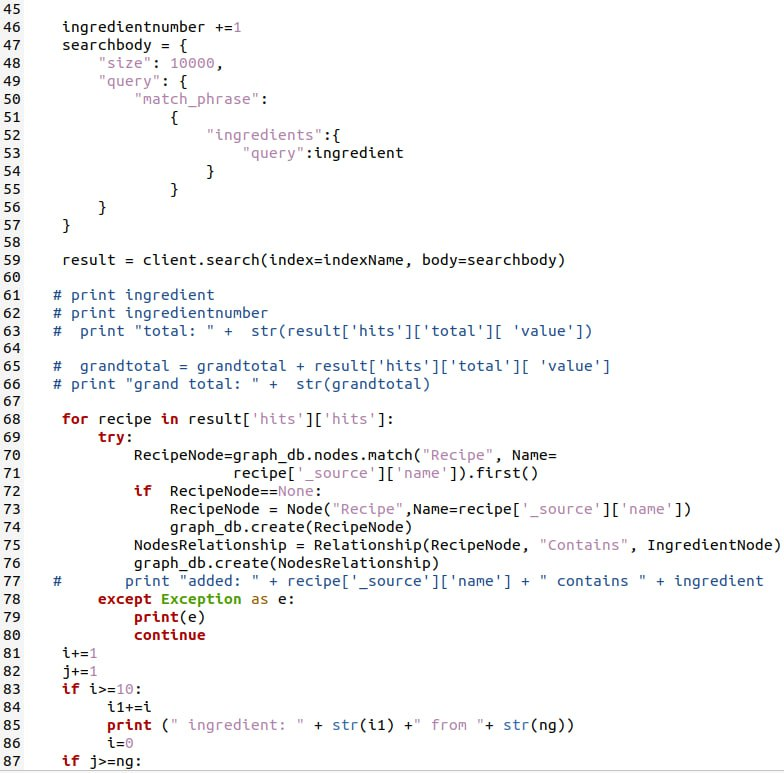 45
46     ingredientnumber +=1
47     searchbody = {
48         "size": 10000,
49         "query": {
50             "match_phrase":
51                 {
52                     "ingredients":{
53                         "query":ingredient
54                     }
55                 }
56         }
57     }
58
59     result = client.search(index=indexName, body=searchbody)
60
61    # print ingredient
62    # print ingredientnumber
63    #  print "total: " +  str(result['hits']['total'][ 'value'])
64
65    #  grandtotal = grandtotal + result['hits']['total'][ 'value']
66    # print "grand total: " +  str(grandtotal)
67
68     for recipe in result['hits']['hits']:
69         try:
70             RecipeNode=graph_db.nodes.match("Recipe", Name=
71                        recipe['_source']['name']).first()
72             if  RecipeNode==None:
73                 RecipeNode = Node("Recipe",Name=recipe['_source']['name'])
74                 graph_db.create(RecipeNode)
75             NodesRelationship = Relationship(RecipeNode, "Contains", IngredientNode)
76             graph_db.create(NodesRelationship)
77    #       print "added: " + recipe['_source']['name'] + " contains " + ingredient
78         except Exception as e:
79             print(e)
80             continue
81     i+=1
82     j+=1
83     if i>=10:
84          i1+=i
85          print (" ingredient: " + str(i1) +" from "+ str(ng))
86          i=0
87     if j>=ng: